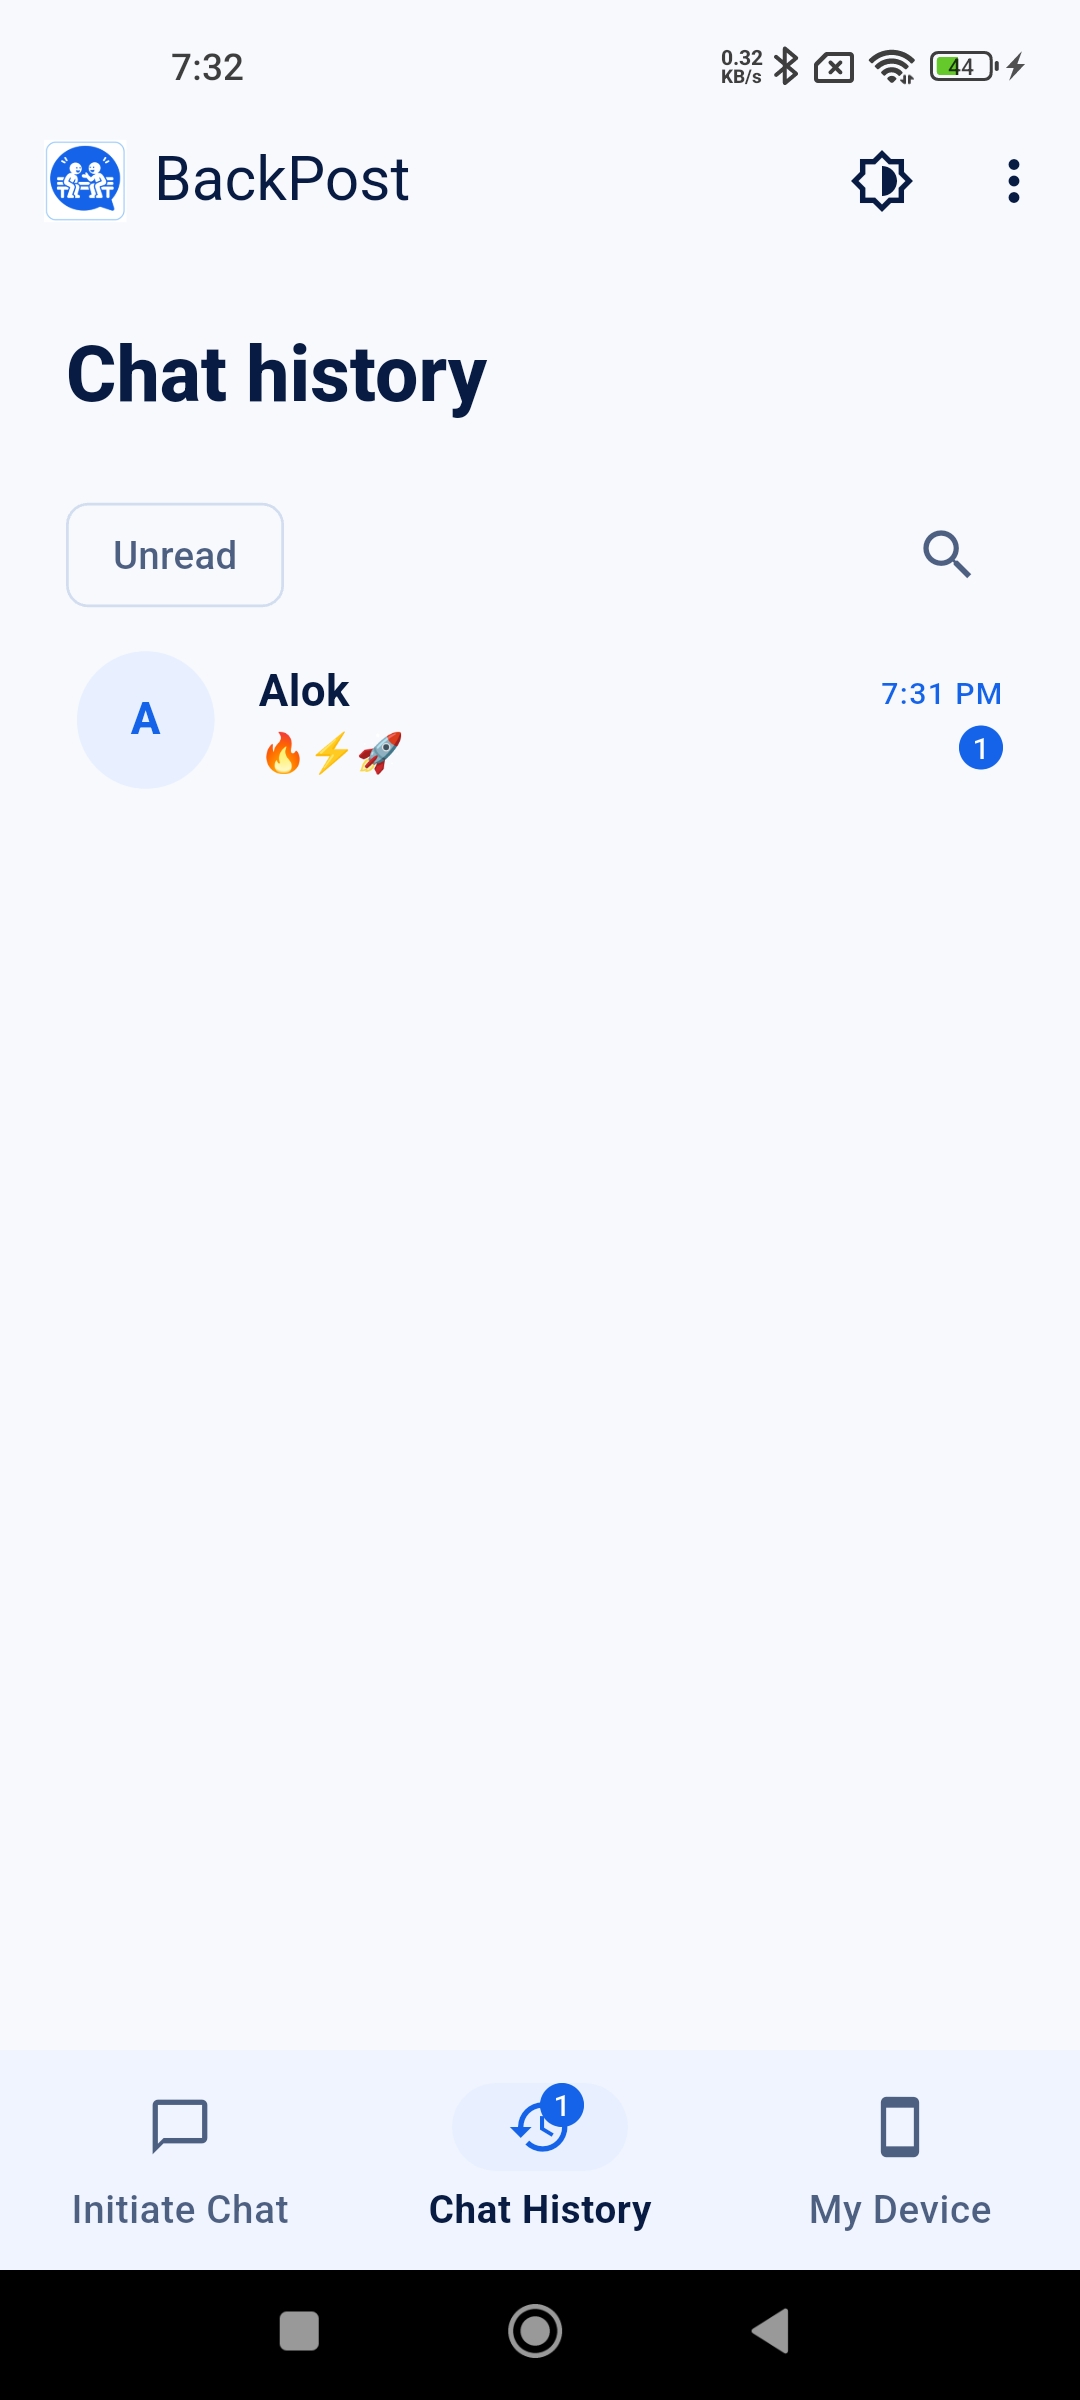 7:32
0.32
KB/s
44
BackPost
Chat history
Unread
A
Alok
7:31 PM
🔥⚡🚀
1
1
Initiate Chat
Chat History
My Device